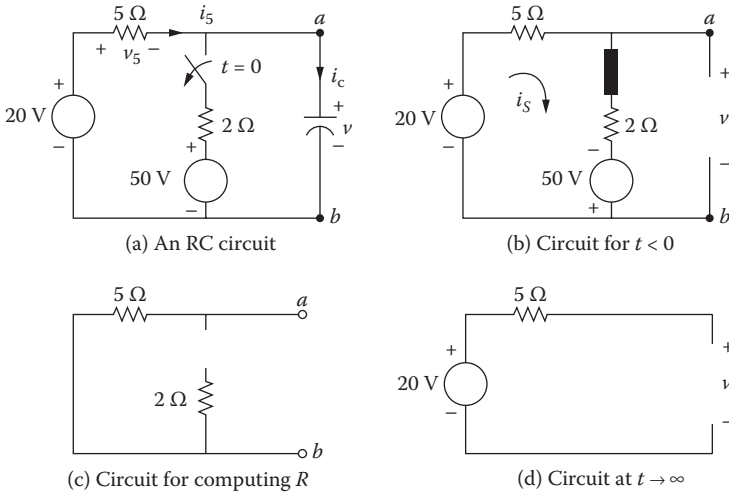 5 Ω
i5
a
+ v5 −
t = 0
ic
+
20 V
−
2 Ω
+
v
−
+
50 V
−
b
(a) An RC circuit
5 Ω
a
+
20 V
−
iS
2 Ω
+
v
−
−
50 V
+
b
(b) Circuit for t < 0
5 Ω
a
2 Ω
b
(c) Circuit for computing R
5 Ω
+
20 V
−
+
v
−
(d) Circuit at t → ∞